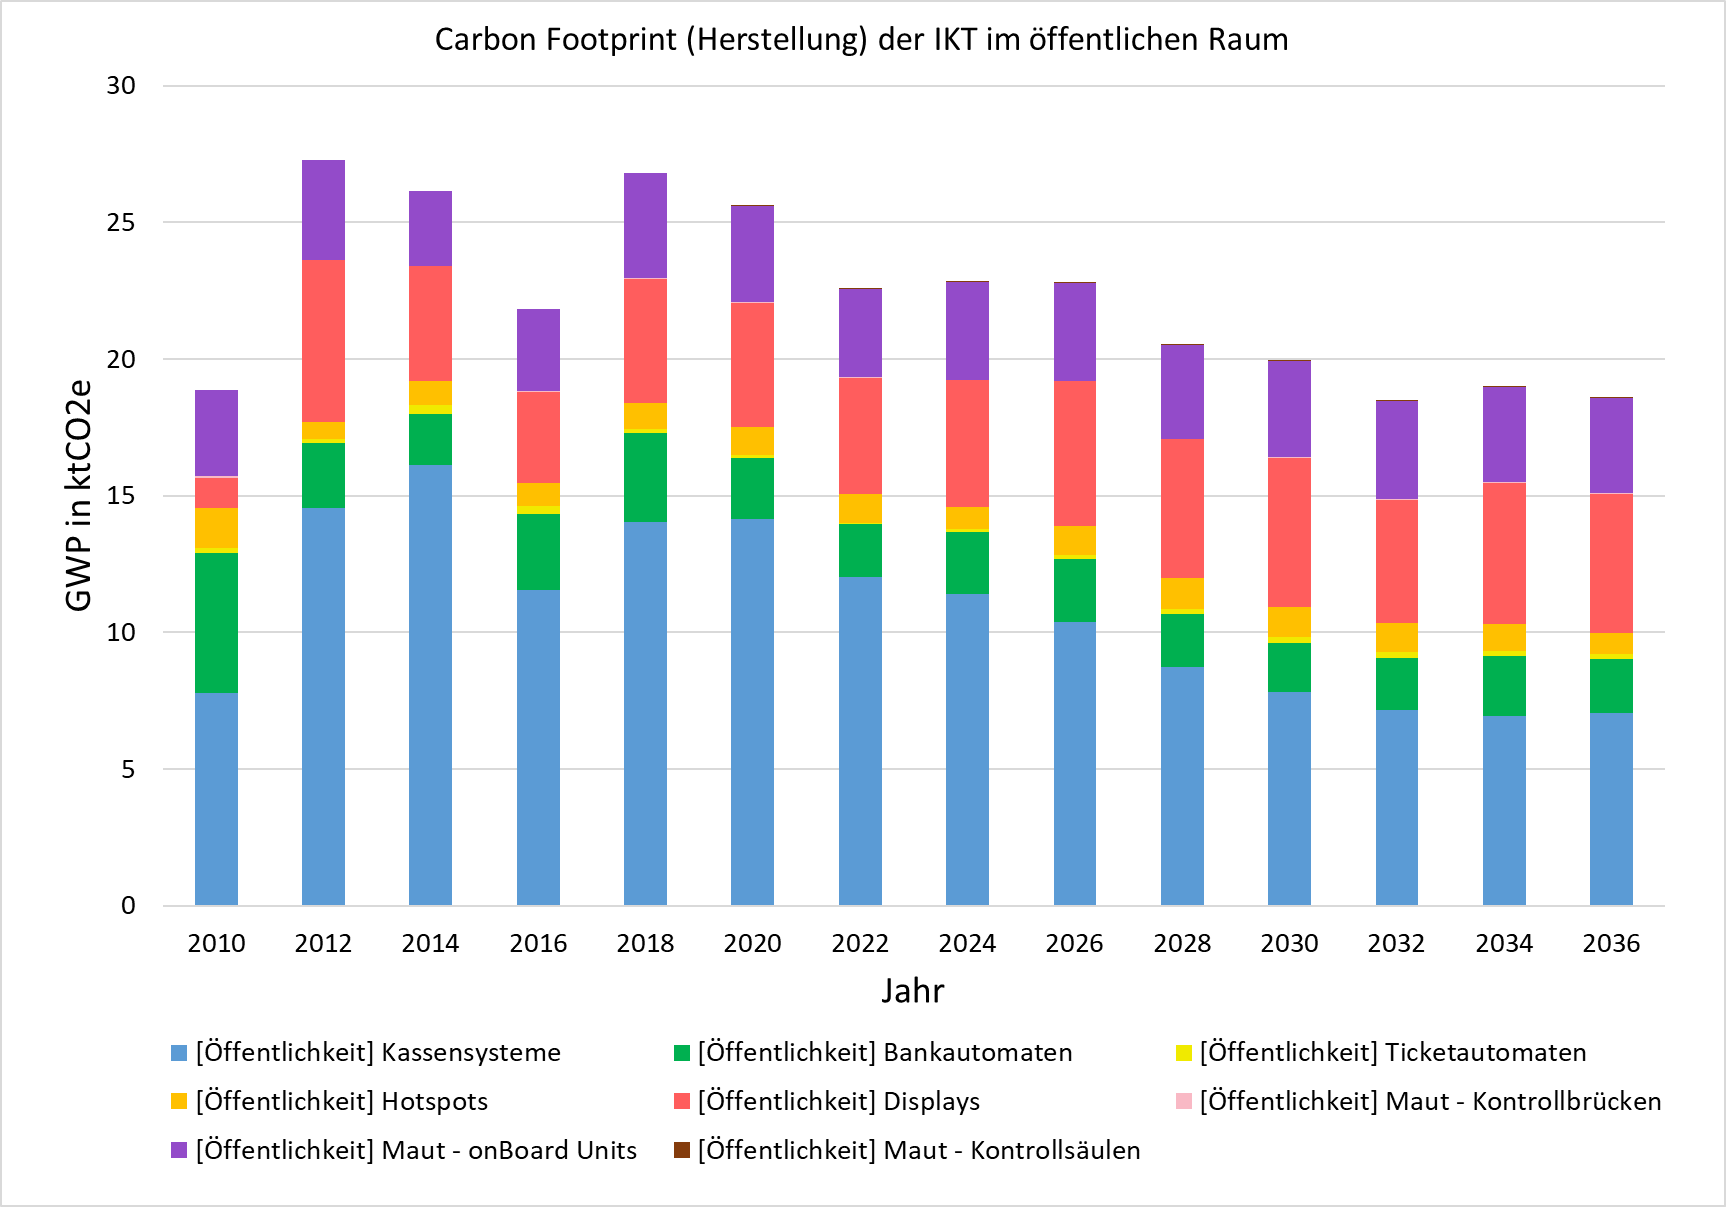 Carbon Footprint (Herstellung) der IKT im öffentlichen Raum
30
25
20
15
10
5
0
GWP in ktCO2e
2010 2012 2014 2016 2018 2020 2022 2024 2026 2028 2030 2032 2034 2036
Jahr
[Öffentlichkeit] Kassensysteme [Öffentlichkeit] Bankautomaten [Öffentlichkeit] Ticketautomaten
[Öffentlichkeit] Hotspots [Öffentlichkeit] Displays [Öffentlichkeit] Maut - Kontrollbrücken
[Öffentlichkeit] Maut - onBoard Units [Öffentlichkeit] Maut - Kontrollsäulen